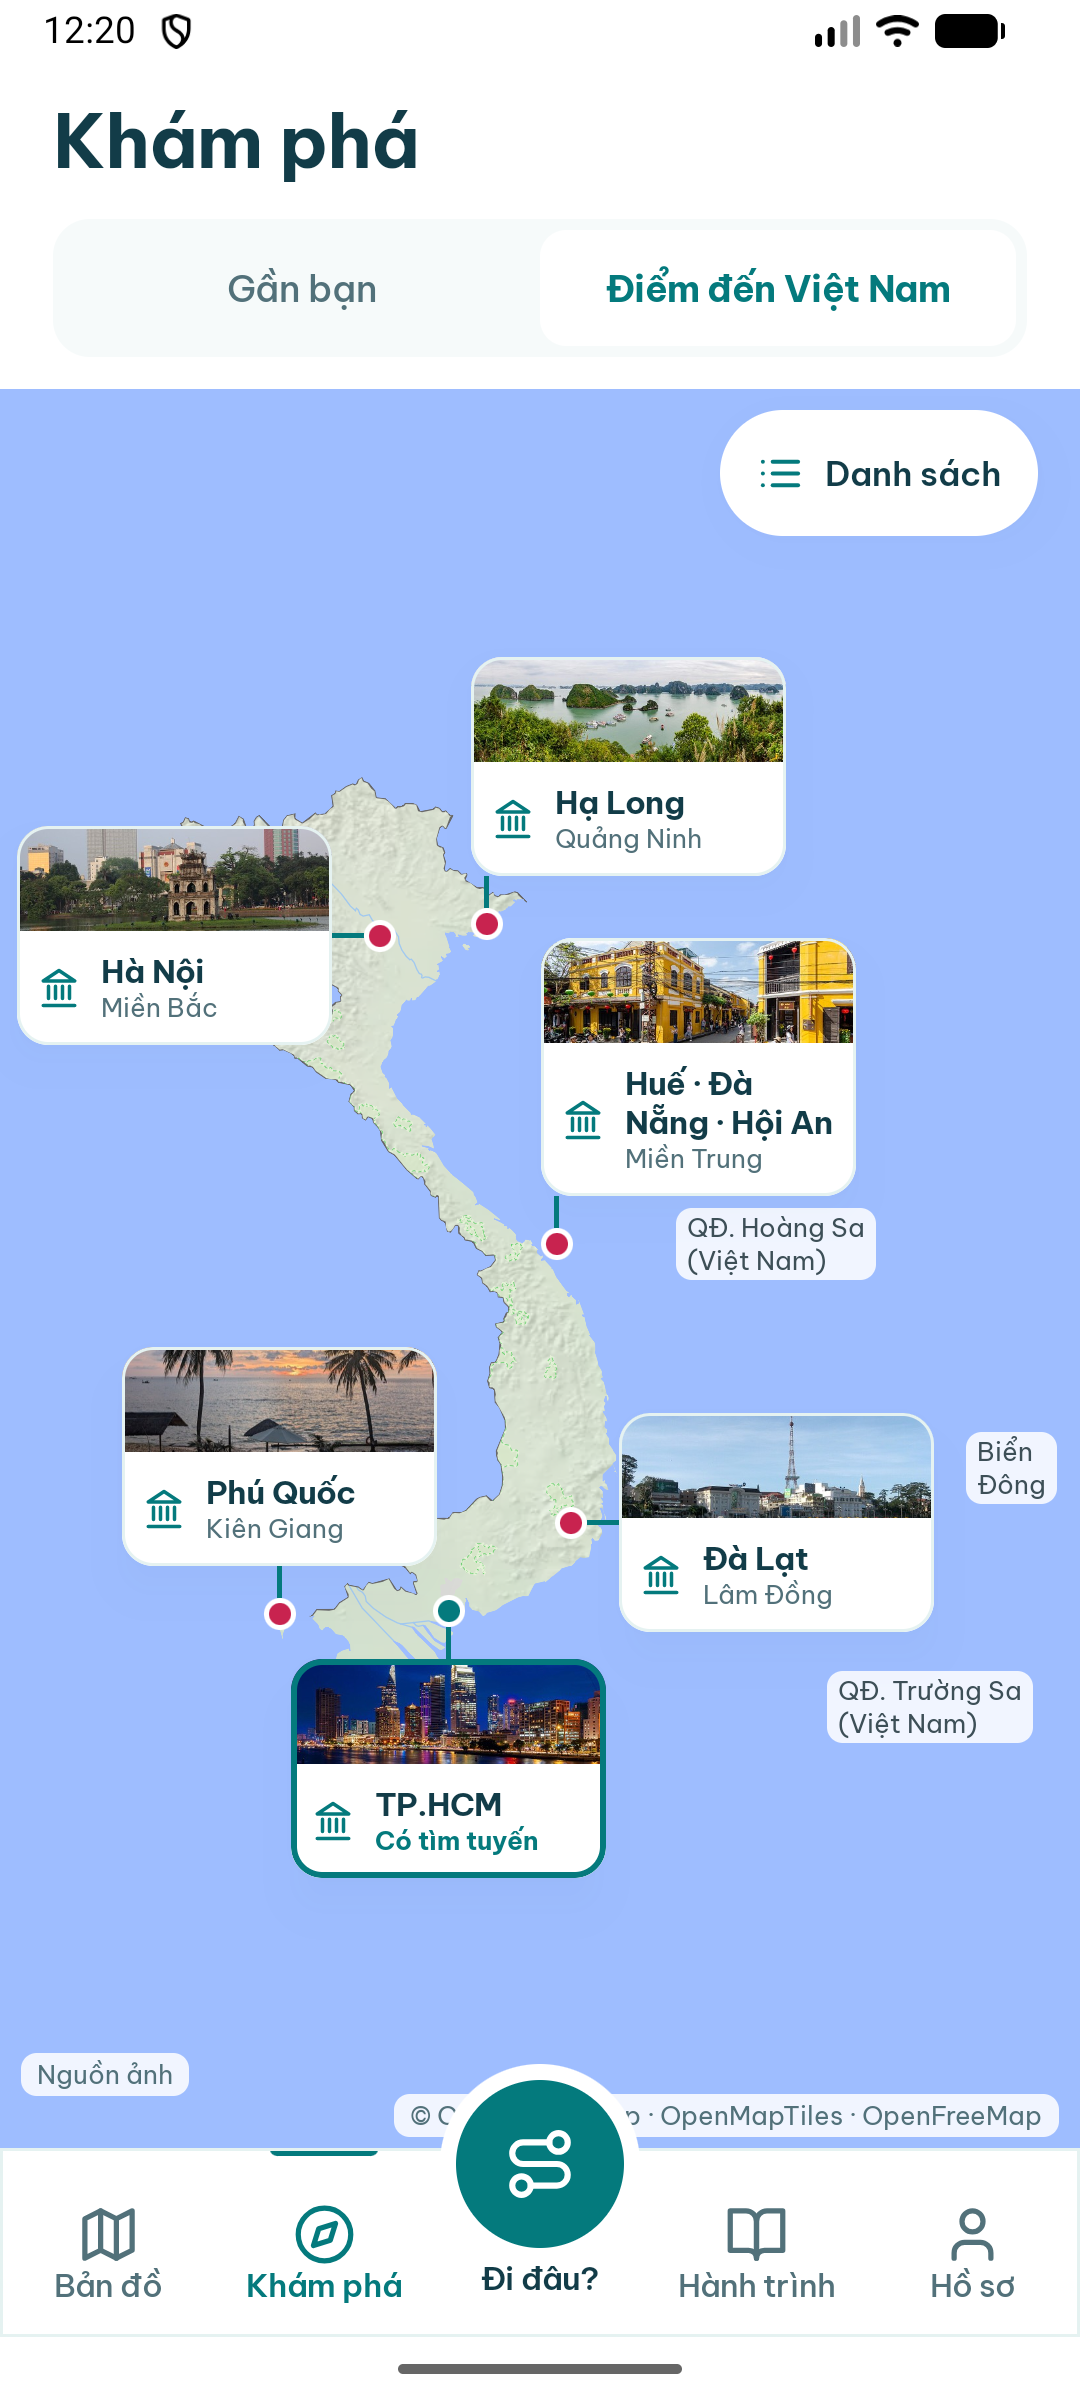 12:20
Khám phá
Gần bạn
Điểm đến Việt Nam
Danh sách
Hạ Long
Quảng Ninh
Hà Nội
Miền Bắc
Huế · Đà
Nẵng · Hội An
Miền Trung
QĐ. Hoàng Sa
(Việt Nam)
Phú Quốc
Kiên Giang
Biển
Đông
Đà Lạt
Lâm Đồng
QĐ. Trường Sa
(Việt Nam)
TP.HCM
Có tìm tuyến
Nguồn ảnh
© · OpenMapTiles · OpenFreeMap
Bản đồ
Khám phá
Đi đâu?
Hành trình
Hồ sơ